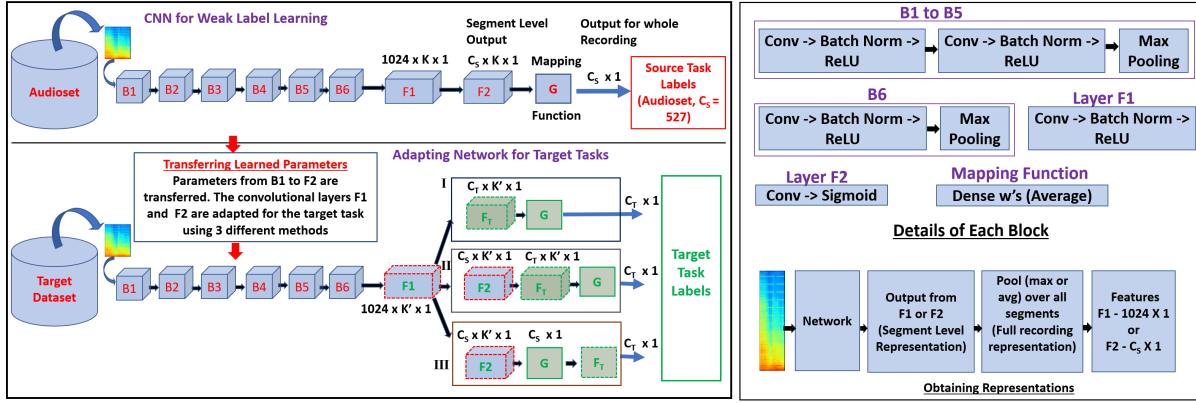 CNN for Weak Label Learning
Audioset
B1
B2
B3
B4
B5
B6
1024 x K x 1
F1
Segment Level
Output
C_S x K x 1
F2
Mapping
G
Function
Output for whole
Recording
C_S x 1
Source Task
Labels
(Audioset, C_S =
527)
Transferring Learned Parameters
Parameters from B1 to F2 are
transferred. The convolutional layers F1
and F2 are adapted for the target task
using 3 different methods
Adapting Network for Target Tasks
Target
Dataset
B1
B2
B3
B4
B5
B6
F1
1024 x K' x 1
I
C_T x K' x 1
F_T
G
C_T x 1
II
C_S x K' x 1
C_T x K' x 1
F2
F_T
G
C_T x 1
III
C_S x K' x 1
C_S x 1
F2
G
F_T
C_T x 1
Target
Task
Labels
B1 to B5
Conv -> Batch Norm ->
ReLU
Conv -> Batch Norm ->
ReLU
Max
Pooling
B6
Conv -> Batch Norm ->
ReLU
Max
Pooling
Layer F1
Conv -> Batch Norm ->
ReLU
Layer F2
Conv -> Sigmoid
Mapping Function
Dense w's (Average)
Details of Each Block
Network
Output from
F1 or F2
(Segment Level
Representation)
Pool (max or
avg) over all
segments
(Full recording
representation)
Features
F1 - 1024 X 1
or
F2 - C_S X 1
Obtaining Representations